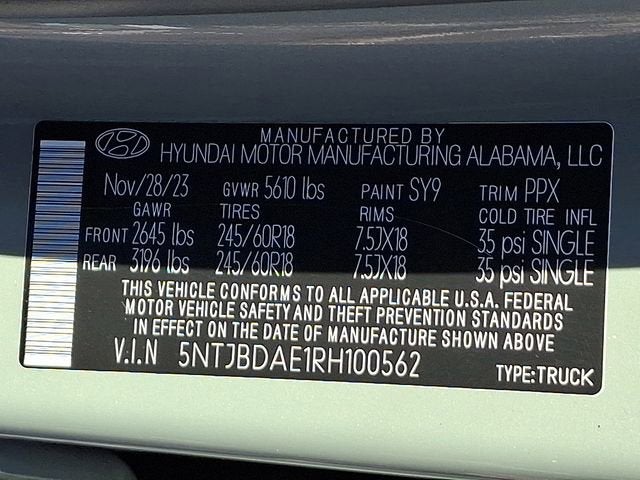 MANUFACTURED BY
HYUNDAI MOTOR MANUFACTURING ALABAMA, LLC
Nov/28/23 GVWR 5610 lbs PAINT SY9 TRIM PPX
GAWR TIRES RIMS COLD TIRE INFL
FRONT 2645 lbs 245/60R18 7.5JX18 35 psi SINGLE
REAR 3196 lbs 245/60R18 7.5JX18 35 psi SINGLE
THIS VEHICLE CONFORMS TO ALL APPLICABLE U.S.A. FEDERAL
MOTOR VEHICLE SAFETY AND THEFT PREVENTION STANDARDS
IN EFFECT ON THE DATE OF MANUFACTURE SHOWN ABOVE
V.I.N 5NTJBDAE1RH100562
TYPE:TRUCK